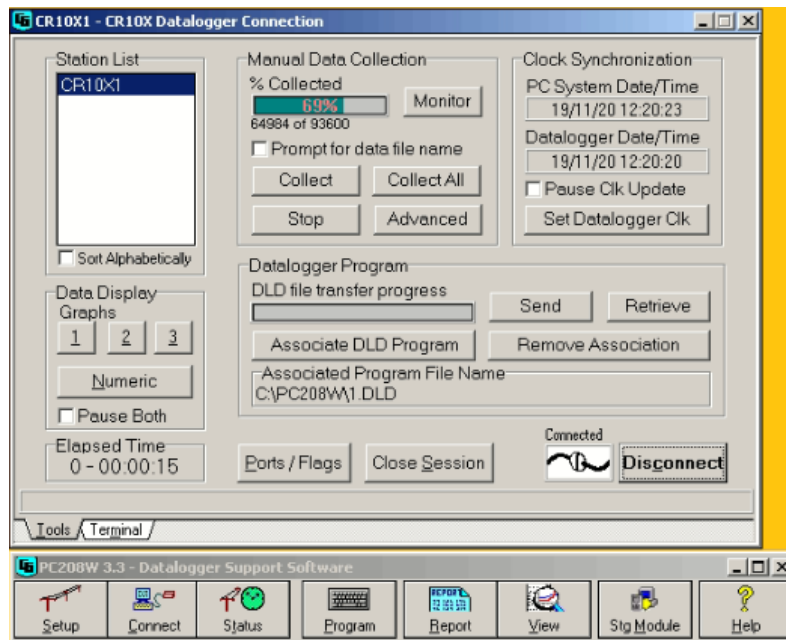 CR10X1 - CR10X Datalogger Connection
Station List
CR10X1
Sort Alphabetically
Manual Data Collection
% Collected
69%
64984 of 93600
Monitor
Prompt for data file name
Collect
Collect All
Stop
Advanced
Clock Synchronization
PC System Date/Time
19/11/20 12:20:23
Datalogger Date/Time
19/11/20 12:20:20
Pause Clk Update
Set Datalogger Clk
Data Display
Graphs
1 2 3
Numeric
Pause Both
Datalogger Program
DLD file transfer progress
Send
Retrieve
Associate DLD Program
Remove Association
Associated Program File Name
C:\PC208W\1.DLD
Elapsed Time
0 - 00:00:15
Ports / Flags
Close Session
Connected
Disconnect
Tools
Terminal
PC208W 3.3 - Datalogger Support Software
Setup
Connect
Status
Program
Report
View
Stg Module
Help